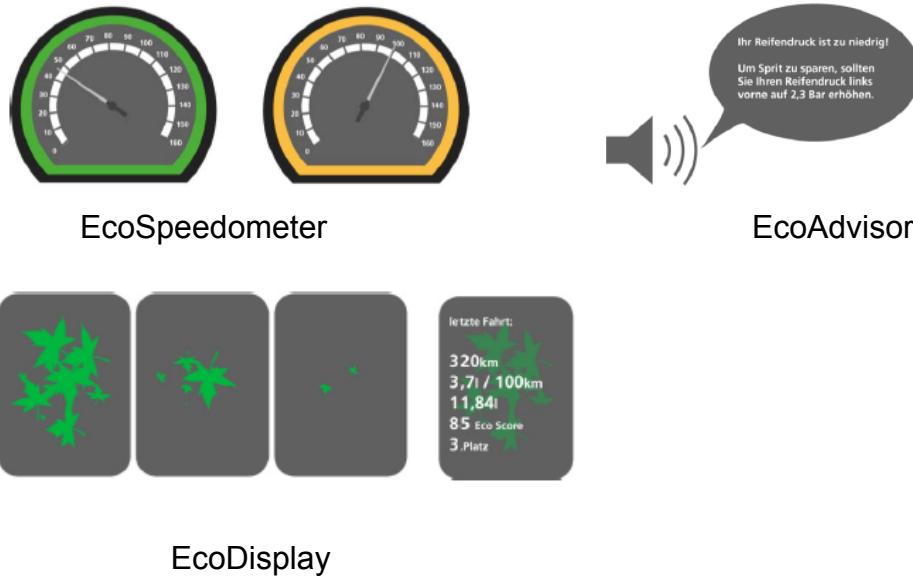 0 10 20 30 40 50 60 70 80 90 100 110 120 130 140 150 160
0 10 20 30 40 50 60 70 80 90 100 110 120 130 140 150 160
Ihr Reifendruck ist zu niedrig!
Um Sprit zu sparen, sollten
Sie Ihren Reifendruck links
vorne auf 2,3 Bar erhöhen.
EcoSpeedometer
EcoAdvisor
letzte Fahrt:
320km
3,7l / 100km
11,84l
85 Eco Score
3.Platz
EcoDisplay